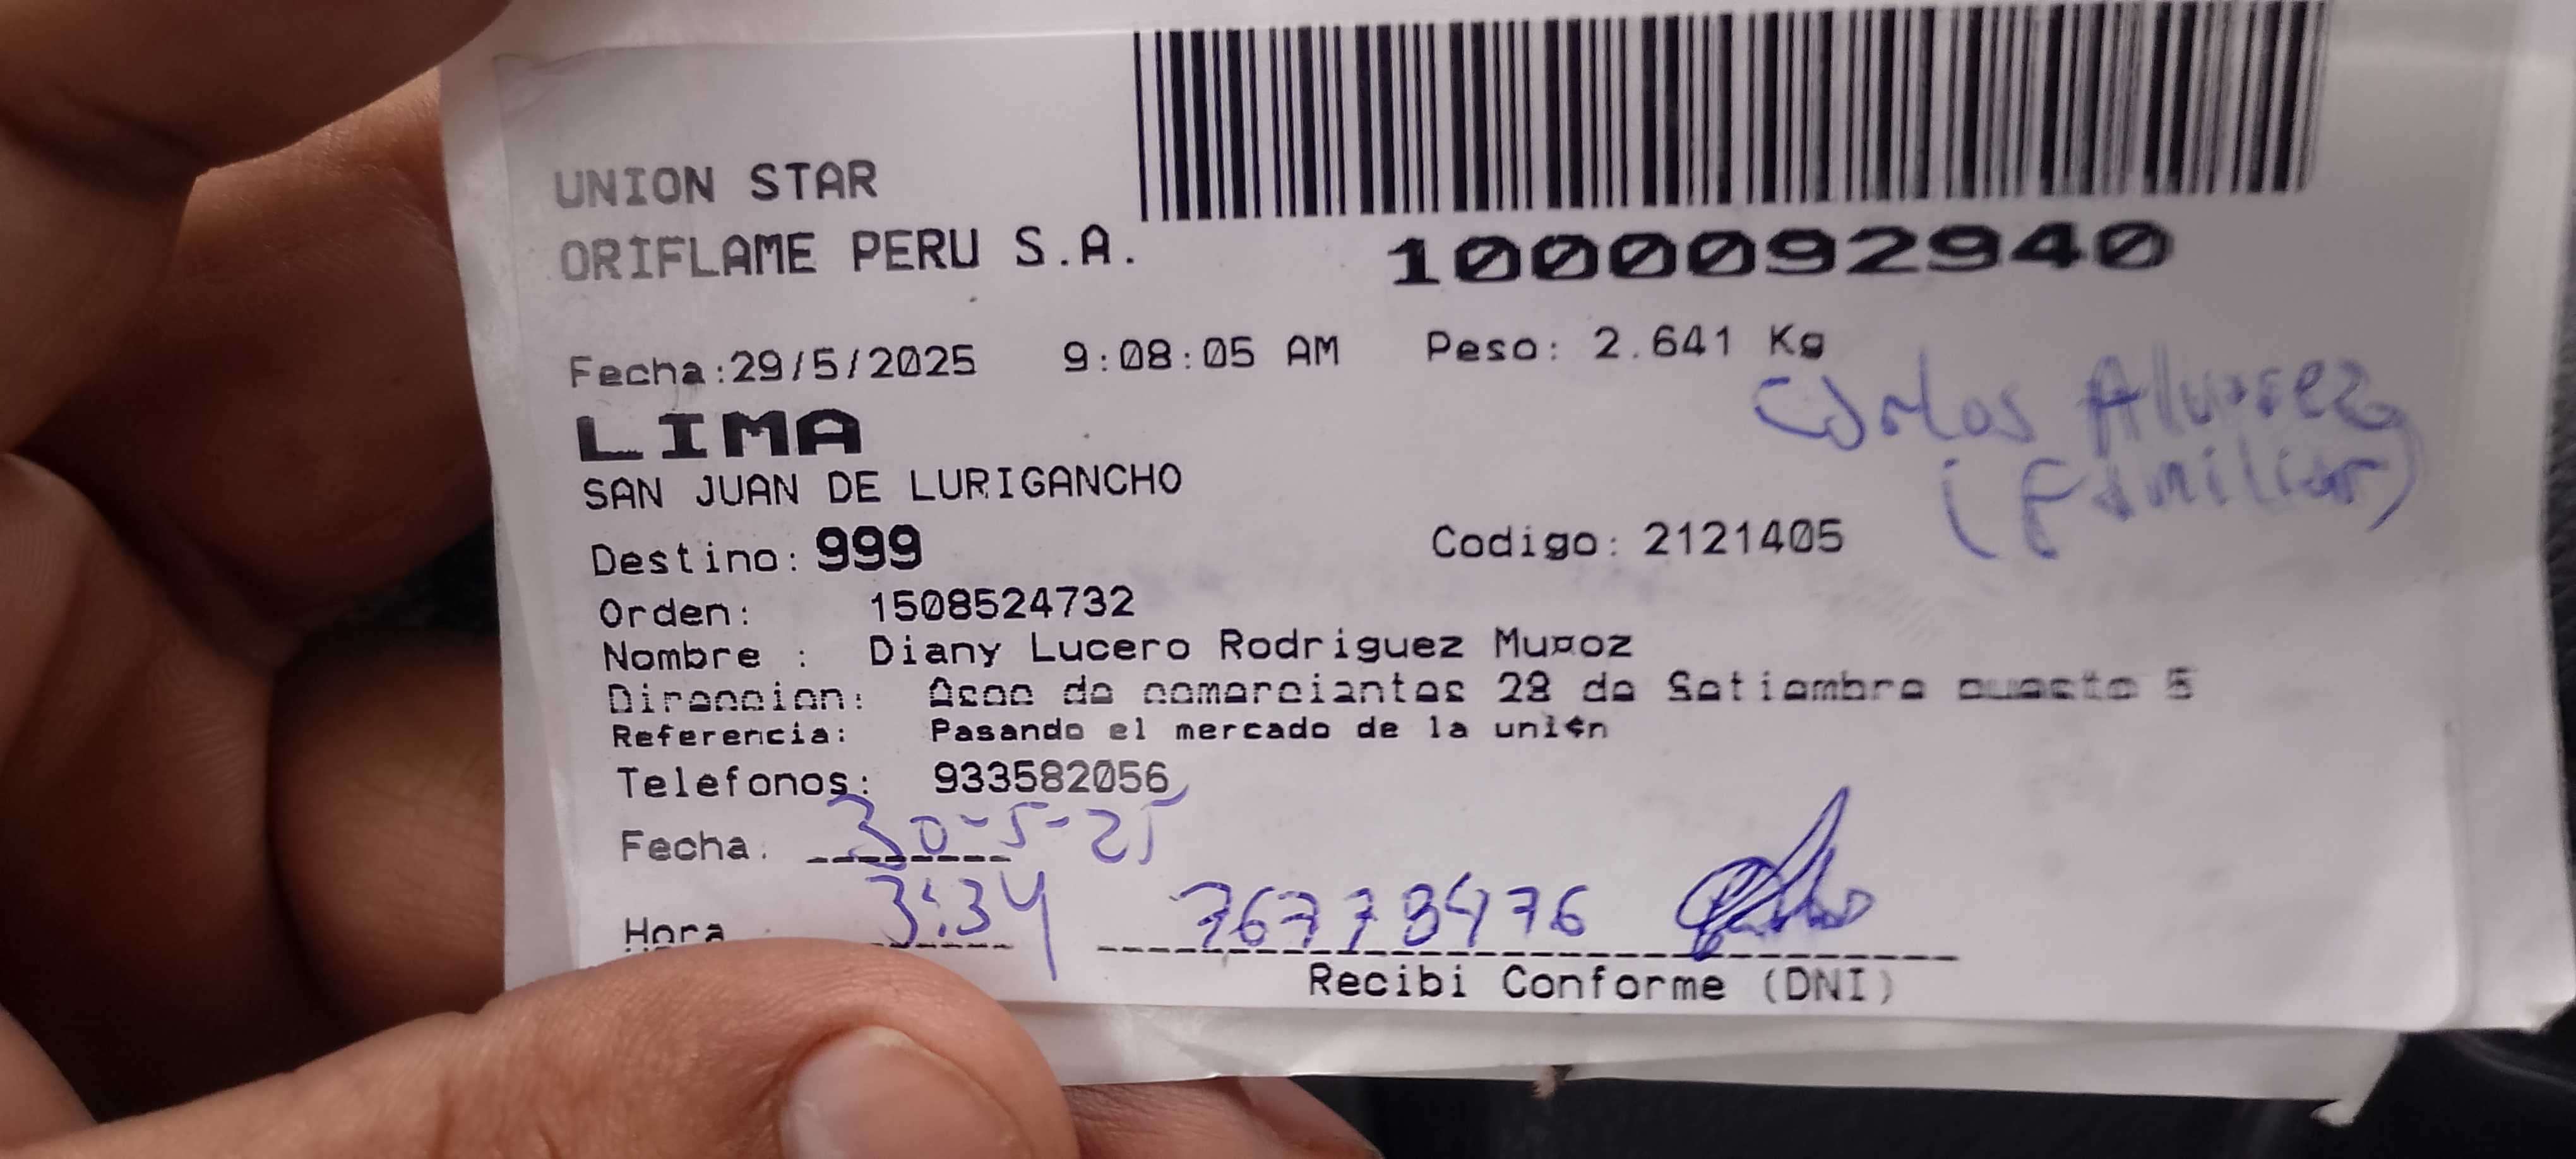 UNION STAR
ORIFLAME PERU S.A.
1000092940
Fecha:29/5/2025 9:08:05 AM Peso: 2.641 Kg
Carlos Alvarez
(Familiar)
LIMA
SAN JUAN DE LURIGANCHO
Destino: 999 Codigo: 2121405
Orden: 1508524732
Nombre : Diany Lucero Rodriguez Mu¤oz
Direccion: Asoc de comerciantes 28 de Setiembre puesto 5
Referencia: Pasando el mercado de la uni¢n
Telefonos: 933582056
Fecha: 30-5-25
Hora 3:34 76773476
Recibi Conforme (DNI)